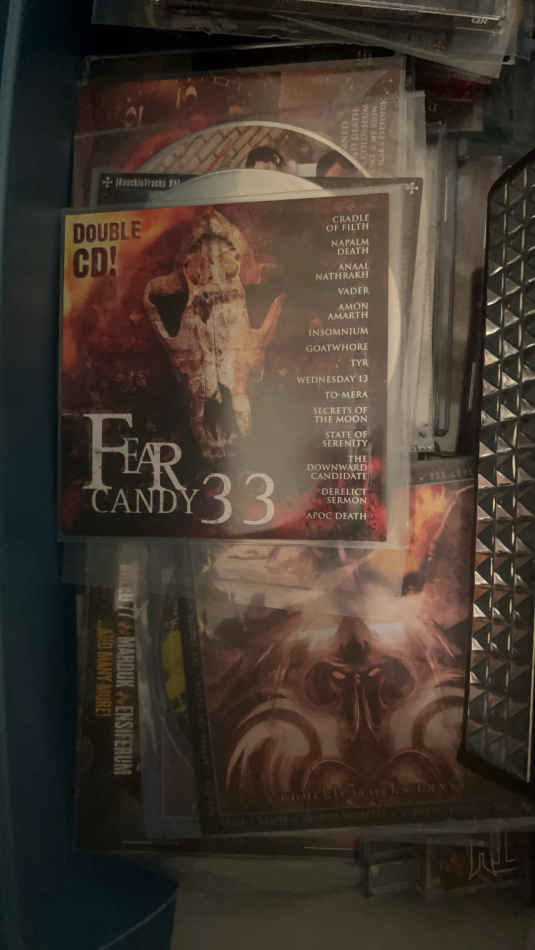 KnuckleTracks
DOUBLE
CD!
CRADLE
OF FILTH
NAPALM
DEATH
ANAAL
NATHRAKH
VADER
AMON
AMARTH
INSOMNIUM
GOATWHORE
TYR
WEDNESDAY 13
TO-MERA
SECRETS OF
THE MOON
STATE OF
SERENITY
THE
DOWNWARD
CANDIDATE
DERELICT
SERMON
APOC DEATH
FEAR
CANDY 33
MARDUK
ENSIFERUM
...AND MANY MORE!